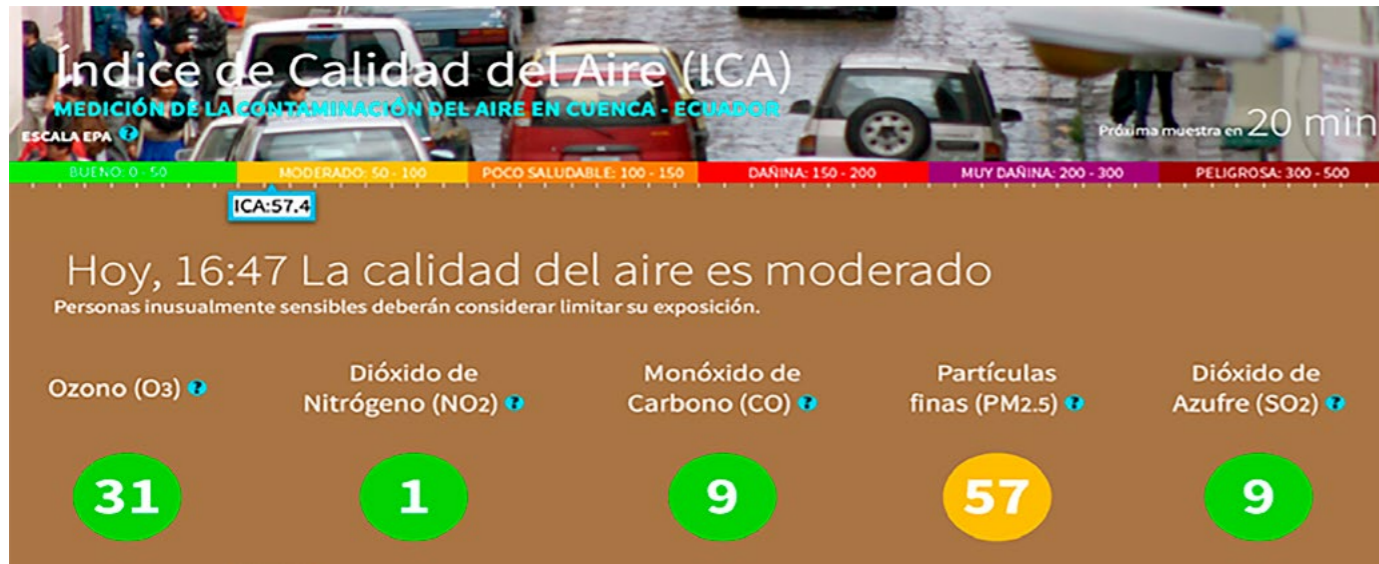 Índice de Calidad del Aire (ICA)
MEDICIÓN DE LA CONTAMINACIÓN DEL AIRE EN CUENCA - ECUADOR
ESCALA EPA ?
Próxima muestra en 20 min
BUENO: 0 - 50 MODERADO: 50 - 100 POCO SALUDABLE: 100 - 150 DAÑINA: 150 - 200 MUY DAÑINA: 200 - 300 PELIGROSA: 300 - 500
ICA:57.4
Hoy, 16:47 La calidad del aire es moderado
Personas inusualmente sensibles deberán considerar limitar su exposición.
Ozono (O3) ?
Dióxido de
Nitrógeno (NO2) ?
Monóxido de
Carbono (CO) ?
Partículas
finas (PM2.5) ?
Dióxido de
Azufre (SO2) ?
31 1 9 57 9